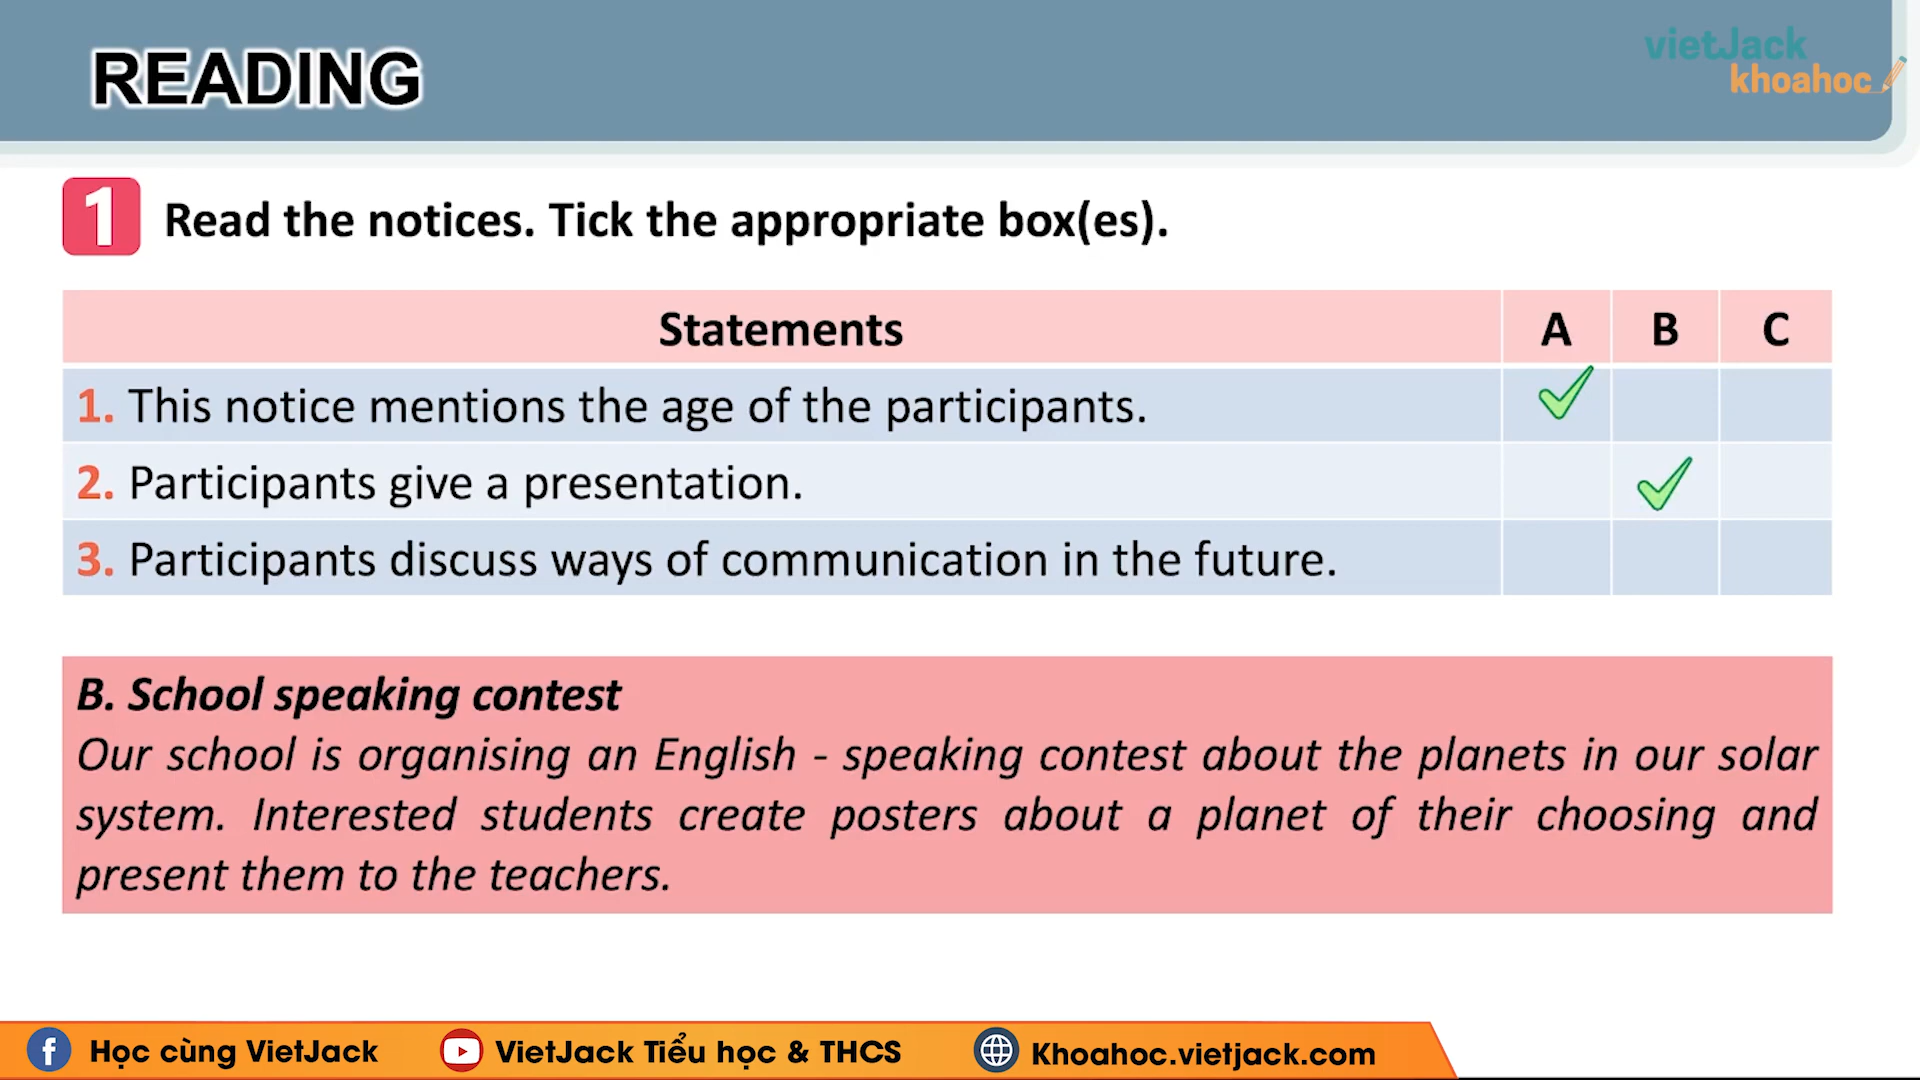 READING
vietJack
khoahoc
1 Read the notices. Tick the appropriate box(es).
Statements A B C
1. This notice mentions the age of the participants.
2. Participants give a presentation.
3. Participants discuss ways of communication in the future.
B. School speaking contest
Our school is organising an English - speaking contest about the planets in our solar
system. Interested students create posters about a planet of their choosing and
present them to the teachers.
Học cùng VietJack VietJack Tiểu học & THCS Khoahoc.vietjack.com